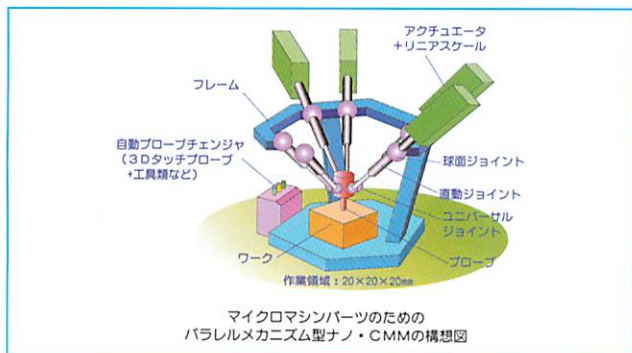 アクチュエータ
+リニアスケール
フレーム
自動プローブチェンジャ
(3Dタッチプローブ
+工具類など)
球面ジョイント
直動ジョイント
ユニバーサル
ジョイント
ワーク
プローブ
作業領域:20×20×20mm
マイクロマシンパーツのための
パラレルメカニズム型ナノ・CMMの構想図